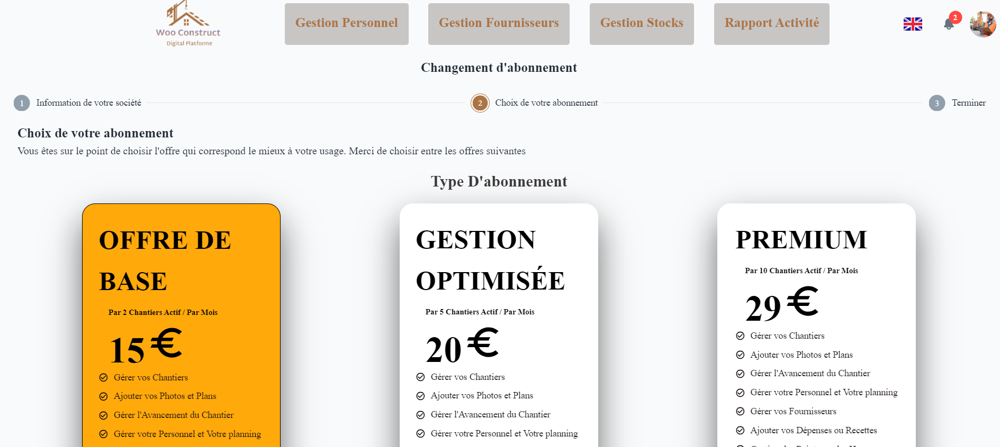 Woo Construct
Digital Platforme
Gestion Personnel
Gestion Fournisseurs
Gestion Stocks
Rapport Activité
2
Changement d'abonnement
1 Information de votre société
2 Choix de votre abonnement
3 Terminer
Choix de votre abonnement
Vous êtes sur le point de choisir l'offre qui correspond le mieux à votre usage. Merci de choisir entre les offres suivantes
Type D'abonnement
OFFRE DE
BASE
Par 2 Chantiers Actif / Par Mois
15 €
Gérer vos Chantiers
Ajouter vos Photos et Plans
Gérer l'Avancement du Chantier
Gérer votre Personnel et Votre planning
GESTION
OPTIMISÉE
Par 5 Chantiers Actif / Par Mois
20 €
Gérer vos Chantiers
Ajouter vos Photos et Plans
Gérer l'Avancement du Chantier
Gérer votre Personnel et Votre planning
PREMIUM
Par 10 Chantiers Actif / Par Mois
29 €
Gérer vos Chantiers
Ajouter vos Photos et Plans
Gérer l'Avancement du Chantier
Gérer votre Personnel et Votre planning
Gérer vos Fournisseurs
Ajouter vos Dépenses ou Recettes